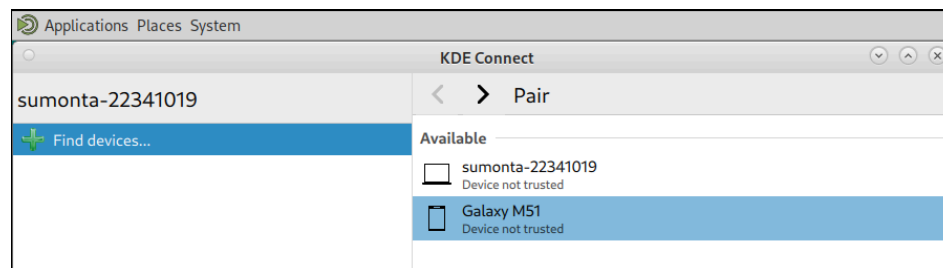 Applications Places System
KDE Connect
sumonta-22341019
Find devices...
Pair
Available
sumonta-22341019
Device not trusted
Galaxy M51
Device not trusted